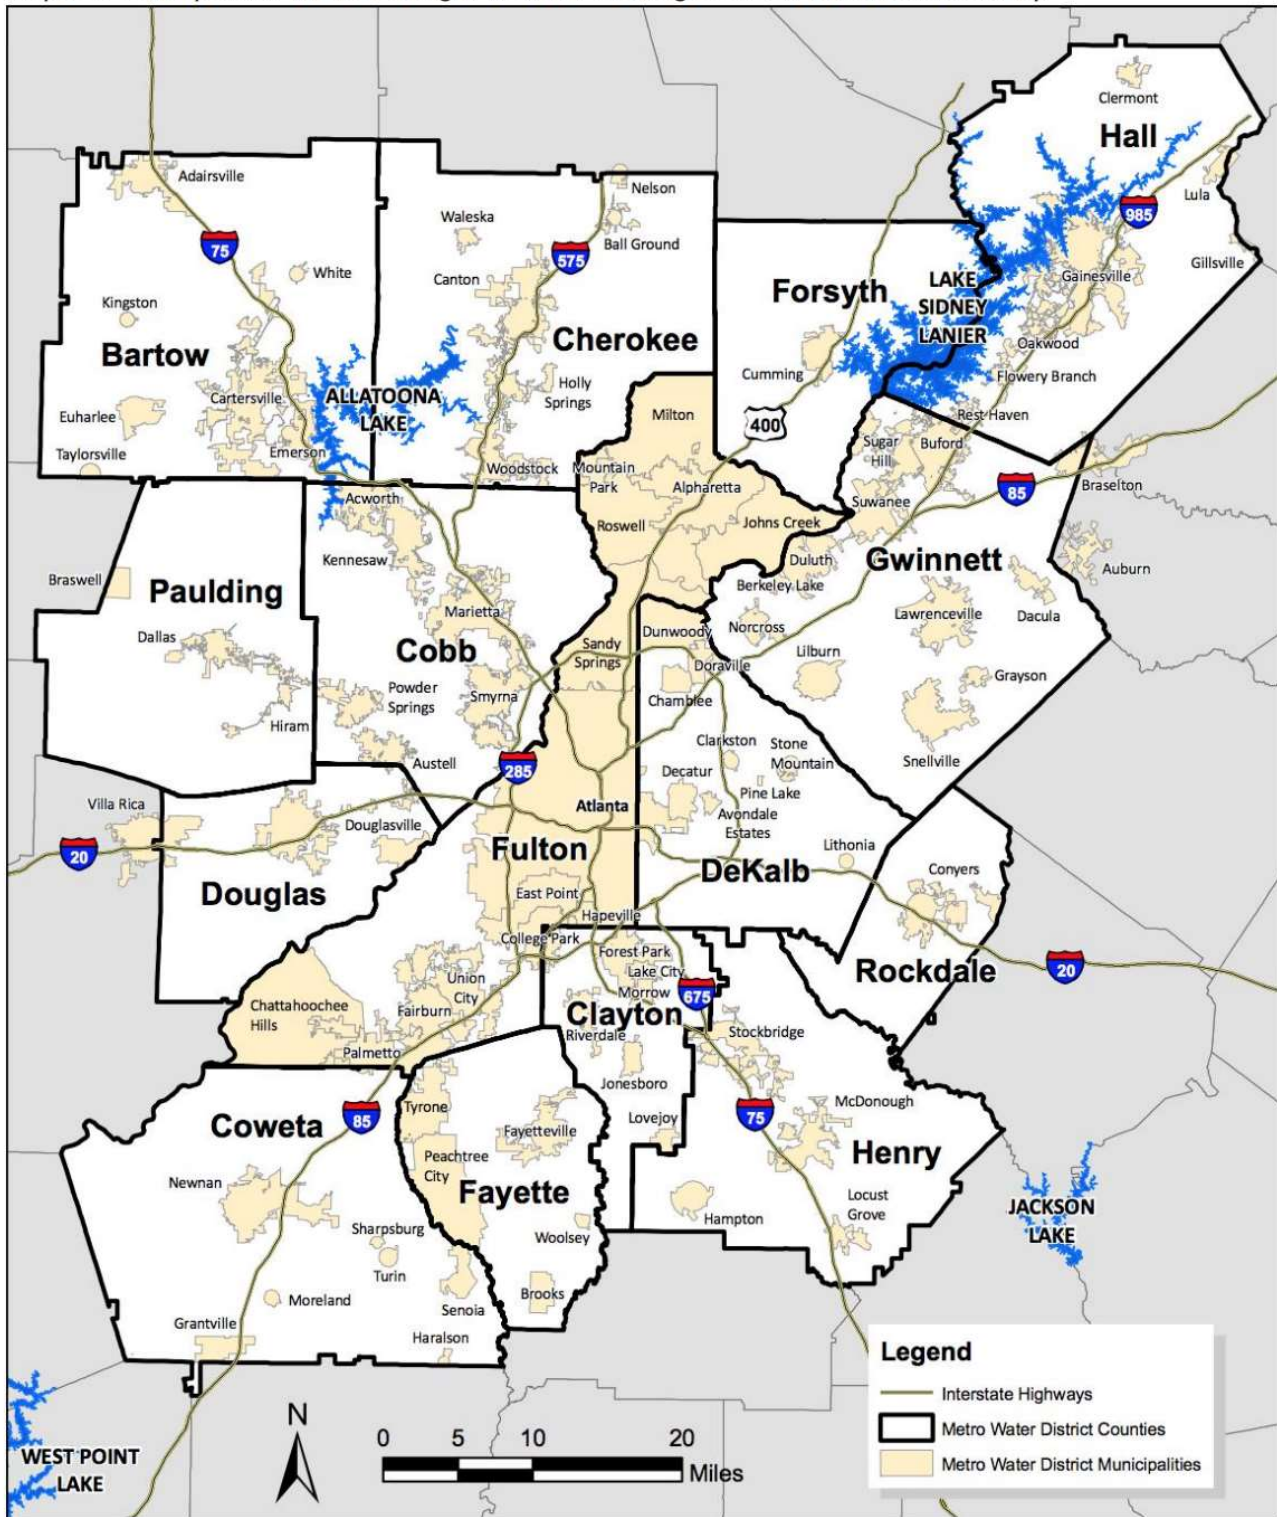 Clermont
Hall
Adairsville
Nelson
Lula
Waleska
985
75
575
Ball Ground
White
Canton
Gainesville
Gillsville
Forsyth
LAKE
SIDNEY
LANIER
Kingston
Bartow
Cherokee
Oakwood
Cumming
Flowery Branch
Holly
Springs
ALLATOONA
LAKE
Cartersville
Euharlee
Milton
400
Rest Haven
Taylorsville
Emerson
Sugar
Hill
Buford
Woodstock
Mountain
Park
Alpharetta
85
Braselton
Acworth
Suwanee
Roswell
Johns Creek
Kennesaw
Duluth
Gwinnett
Auburn
Braswell
Paulding
Berkeley Lake
Marietta
Lawrenceville
Dacula
Dallas
Cobb
Sandy
Springs
Dunwoody
Norcross
Lilburn
Doraville
Grayson
Powder
Springs
Smyrna
Chamblee
Hiram
Clarkston
Stone
Mountain
Snellville
Austell
285
Decatur
Pine Lake
Villa Rica
Atlanta
Avondale
Estates
Douglasville
20
Fulton
Lithonia
DeKalb
Conyers
Douglas
East Point
Hapeville
College Park
Forest Park
Lake City
Rockdale
20
Union
City
Morrow
675
Chattahoochee
Hills
Fairburn
Clayton
Riverdale
Stockbridge
Palmetto
Jonesboro
Coweta
85
Tyrone
Lovejoy
75
McDonough
Fayetteville
Peachtree
City
Henry
Newnan
Fayette
Locust
Grove
Hampton
JACKSON
LAKE
Sharpsburg
Woolsey
Turin
Moreland
Senoia
Brooks
Grantville
Haralson
Legend
Interstate Highways
Metro Water District Counties
Metro Water District Municipalities
N
0 5 10 20
Miles
WEST POINT
LAKE